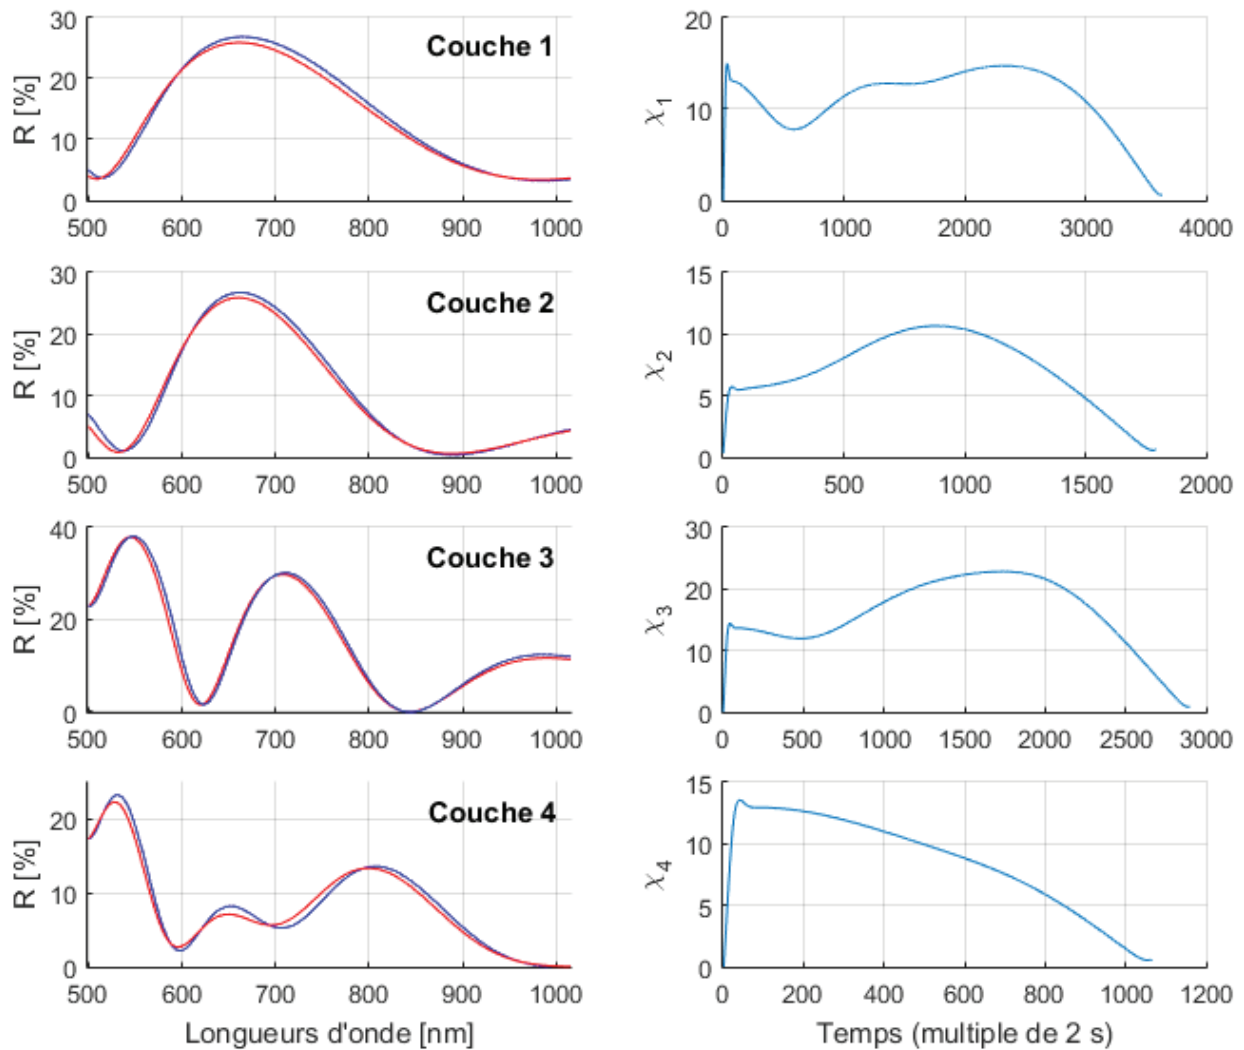 R [%]
30
20
10
0
Couche 1
500 600 700 800 900 1000
χ1
20
10
0
0 1000 2000 3000 4000
R [%]
30
20
10
0
Couche 2
500 600 700 800 900 1000
χ2
15
10
5
0
0 500 1000 1500 2000
R [%]
40
20
0
Couche 3
500 600 700 800 900 1000
χ3
30
20
10
0
0 500 1000 1500 2000 2500 3000
R [%]
20
10
0
Couche 4
500 600 700 800 900 1000
Longueurs d'onde [nm]
χ4
15
10
5
0
0 200 400 600 800 1000 1200
Temps (multiple de 2 s)